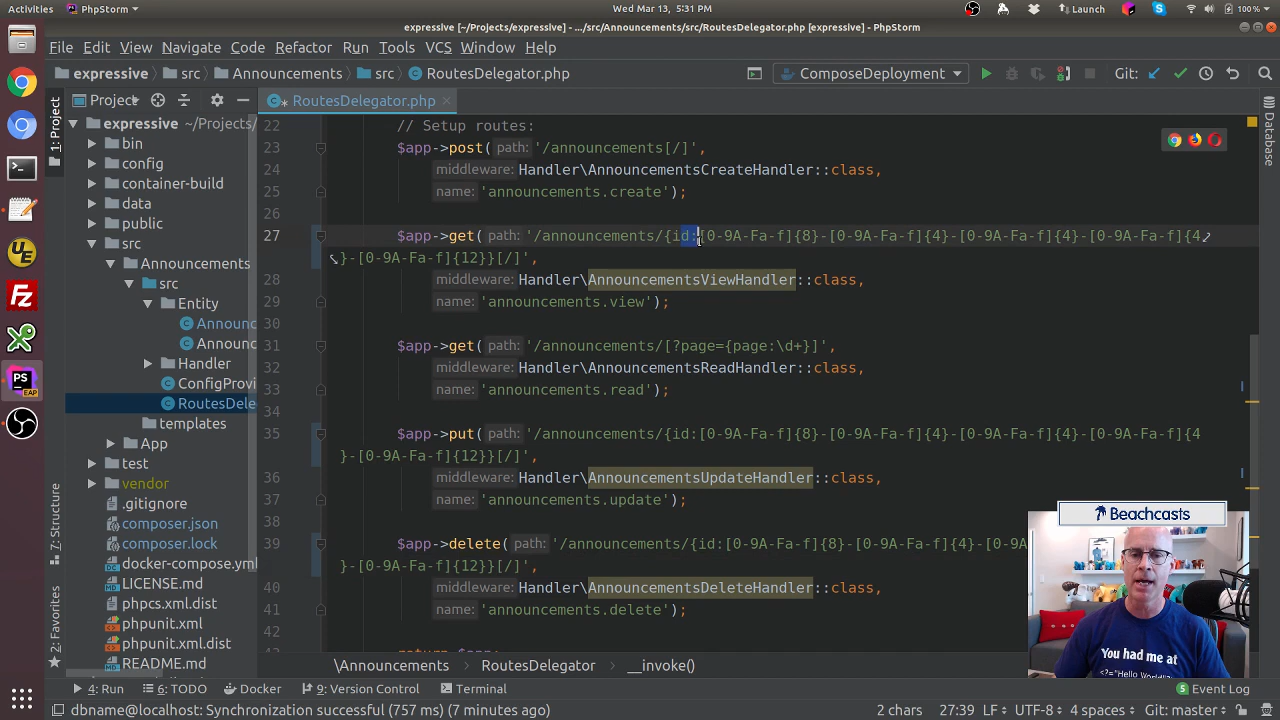 Activities PhpStorm Wed Mar 13, 5:31 PM Launch 100 %
expressive [~/Projects/expressive] - .../src/Announcements/src/RoutesDelegator.php [expressive] - PhpStorm
File Edit View Navigate Code Refactor Run Tools VCS Window Help
expressive src Announcements src RoutesDelegator.php ComposeDeployment Git:
1: Project
Project
RoutesDelegator.php
Database
expressive ~/Projects/
bin
config
container-build
data
public
src
Announcements
src
Entity
Announc
Announc
Handler
ConfigProvi
RoutesDele
templates
App
test
vendor
.gitignore
composer.json
composer.lock
docker-compose.yml
LICENSE.md
phpcs.xml.dist
phpunit.xml
phpunit.xml.dist
README.md
7: Structure
2: Favorites
22 // Setup routes:
23 $app->post( path: '/announcements[/]',
24 middleware: Handler\AnnouncementsCreateHandler::class,
25 name: 'announcements.create');
26
27 $app->get( path: '/announcements/{id:[0-9A-Fa-f]{8}-[0-9A-Fa-f]{4}-[0-9A-Fa-f]{4}-[0-9A-Fa-f]{4
}-[0-9A-Fa-f]{12}}[/]',
28 middleware: Handler\AnnouncementsViewHandler::class,
29 name: 'announcements.view');
30
31 $app->get( path: '/announcements/[?page={page:\d+}]',
32 middleware: Handler\AnnouncementsReadHandler::class,
33 name: 'announcements.read');
34
35 $app->put( path: '/announcements/{id:[0-9A-Fa-f]{8}-[0-9A-Fa-f]{4}-[0-9A-Fa-f]{4}-[0-9A-Fa-f]{4
}-[0-9A-Fa-f]{12}}[/]',
36 middleware: Handler\AnnouncementsUpdateHandler::class,
37 name: 'announcements.update');
38
39 $app->delete( path: '/announcements/{id:[0-9A-Fa-f]{8}-[0-9A-Fa-f]{4}-[0-9A
}-[0-9A-Fa-f]{12}}[/]',
40 middleware: Handler\AnnouncementsDeleteHandler::class,
41 name: 'announcements.delete');
42
Beachcasts
You had me at
<?="Hello World
\Announcements RoutesDelegator __invoke()
4: Run 6: TODO Docker 9: Version Control Terminal Event Log
dbname@localhost: Synchronization successful (757 ms) (7 minutes ago) 2 chars 27:39 LF UTF-8 4 spaces Git: master